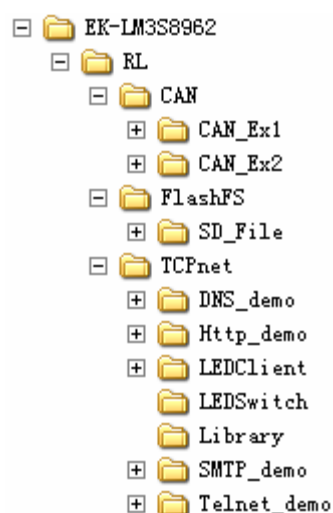 EK-LM3S8962
RL
CAN
CAN_Ex1
CAN_Ex2
FlashFS
SD_File
TCPnet
DNS_demo
Http_demo
LEDClient
LEDSwitch
Library
SMTP_demo
Telnet_demo